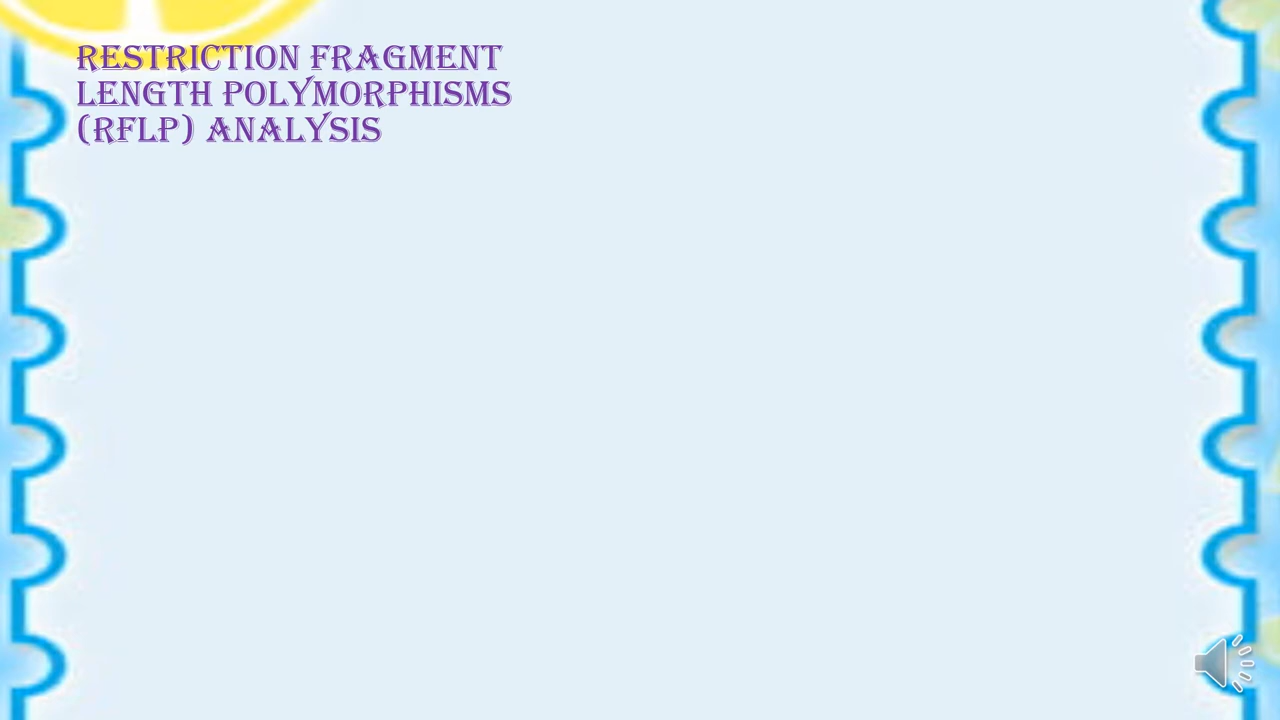 RESTRICTION FRAGMENT
LENGTH POLYMORPHISMS
(RFLP) ANALYSIS